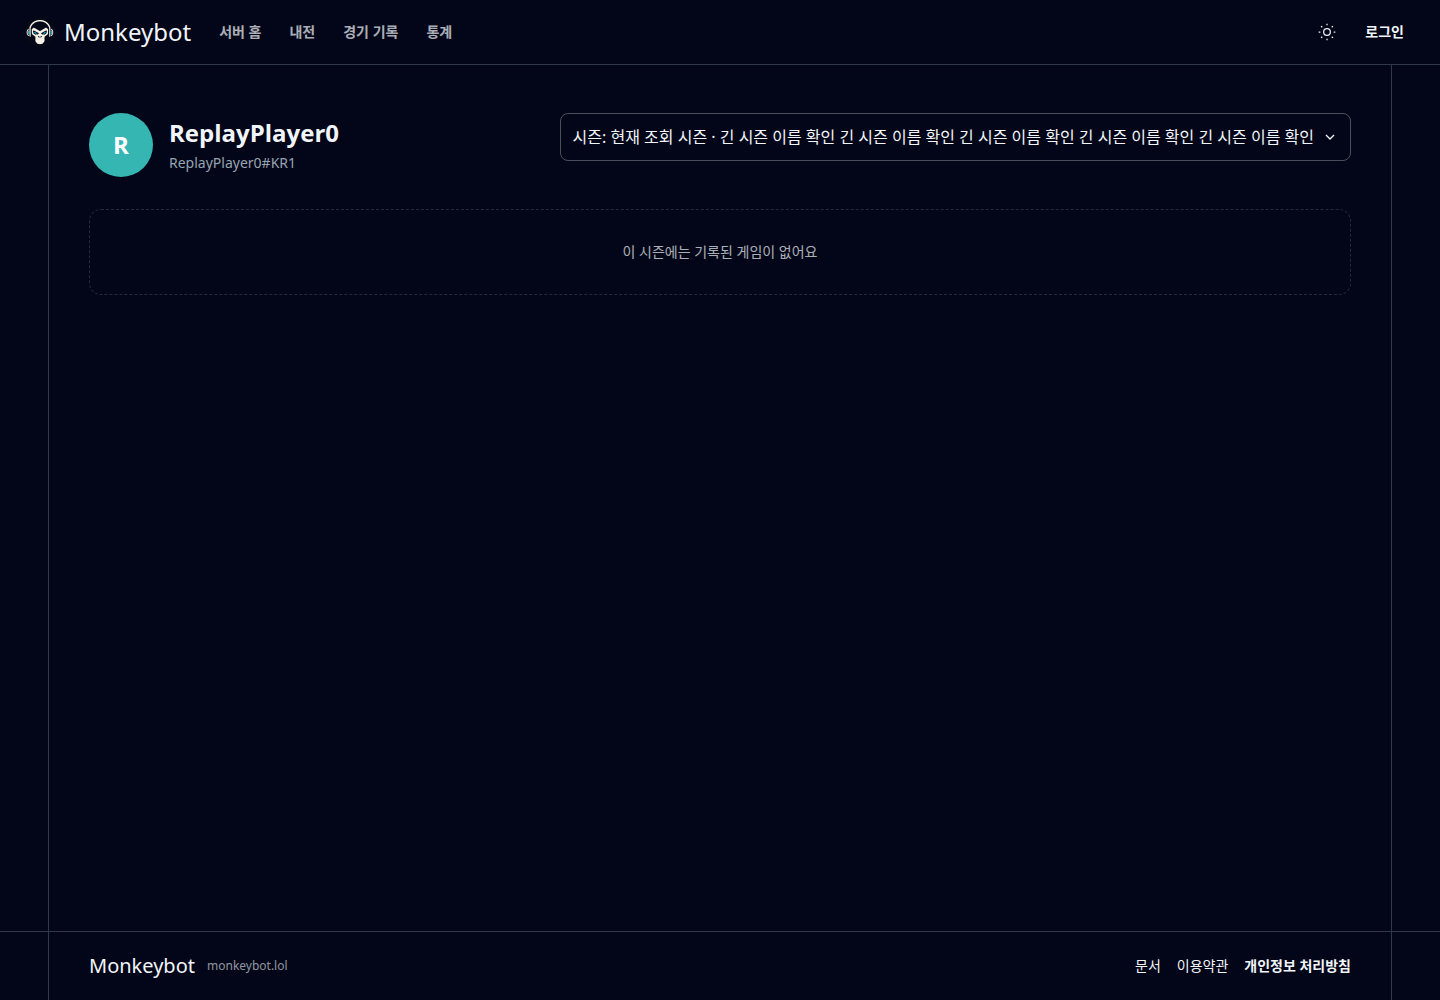 Monkeybot 서버 홈 내전 경기 기록 통계 로그인
R
ReplayPlayer0
ReplayPlayer0#KR1
시즌: 현재 조회 시즌 · 긴 시즌 이름 확인 긴 시즌 이름 확인 긴 시즌 이름 확인 긴 시즌 이름 확인 긴 시즌 이름 확인
이 시즌에는 기록된 게임이 없어요
Monkeybot monkeybot.lol 문서 이용약관 개인정보 처리방침